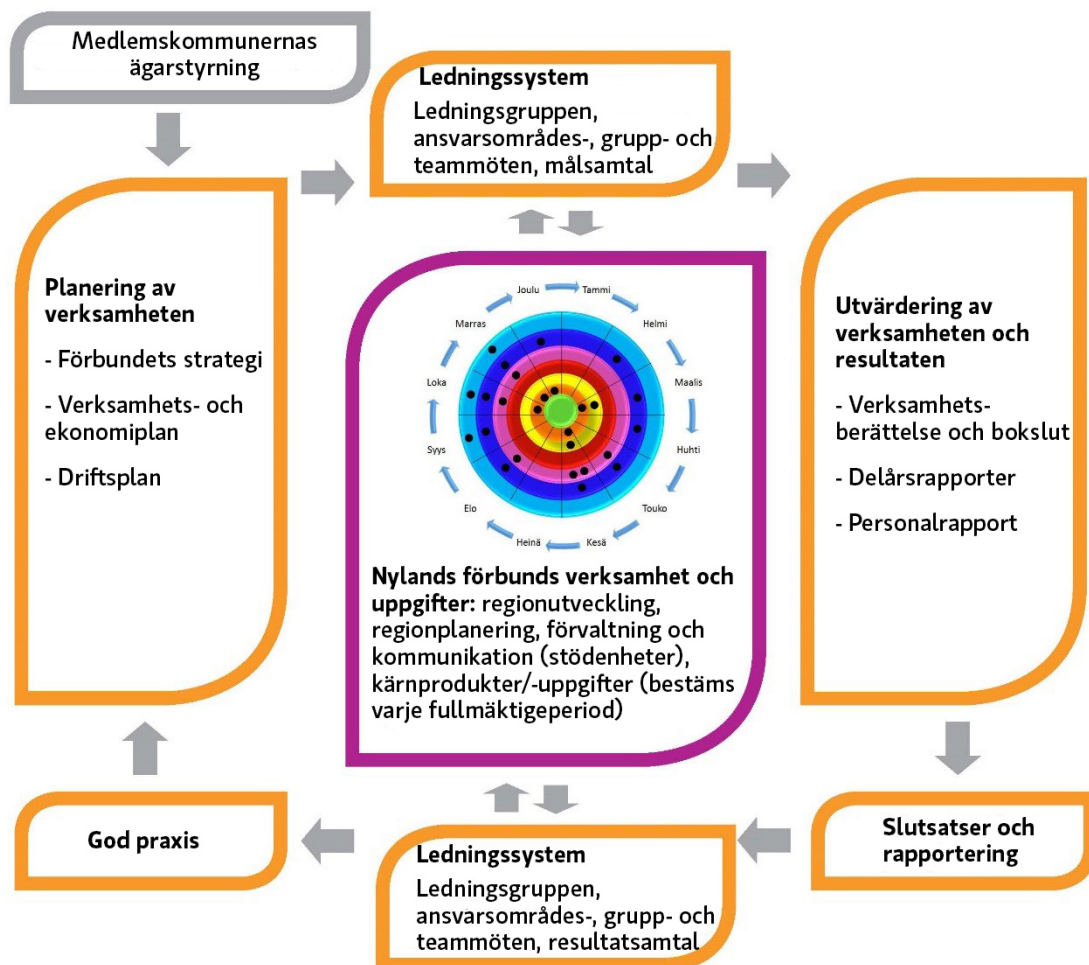 Medlemskommunernas
ägarstyrning
Ledningssystem
Ledningsgruppen,
ansvarsområdes-, grupp- och
teammöten, målsamtal
Planering av
verksamheten
- Förbundets strategi
- Verksamhets- och
ekonomiplan
- Driftsplan
Joulu
Tammi
Marras
Helmi
Loka
Maalis
Syys
Huhti
Elo
Touko
Heinä
Kesä
Nylands förbunds verksamhet och
uppgifter: regionutveckling,
regionplanering, förvaltning och
kommunikation (stödenheter),
kärnprodukter/-uppgifter (bestäms
varje fullmäktigeperiod)
Utvärdering av
verksamheten och
resultaten
- Verksamhets-
berättelse och bokslut
- Delårsrapporter
- Personalrapport
God praxis
Ledningssystem
Ledningsgruppen,
ansvarsområdes-, grupp- och
teammöten, resultatsamtal
Slutsatser och
rapportering